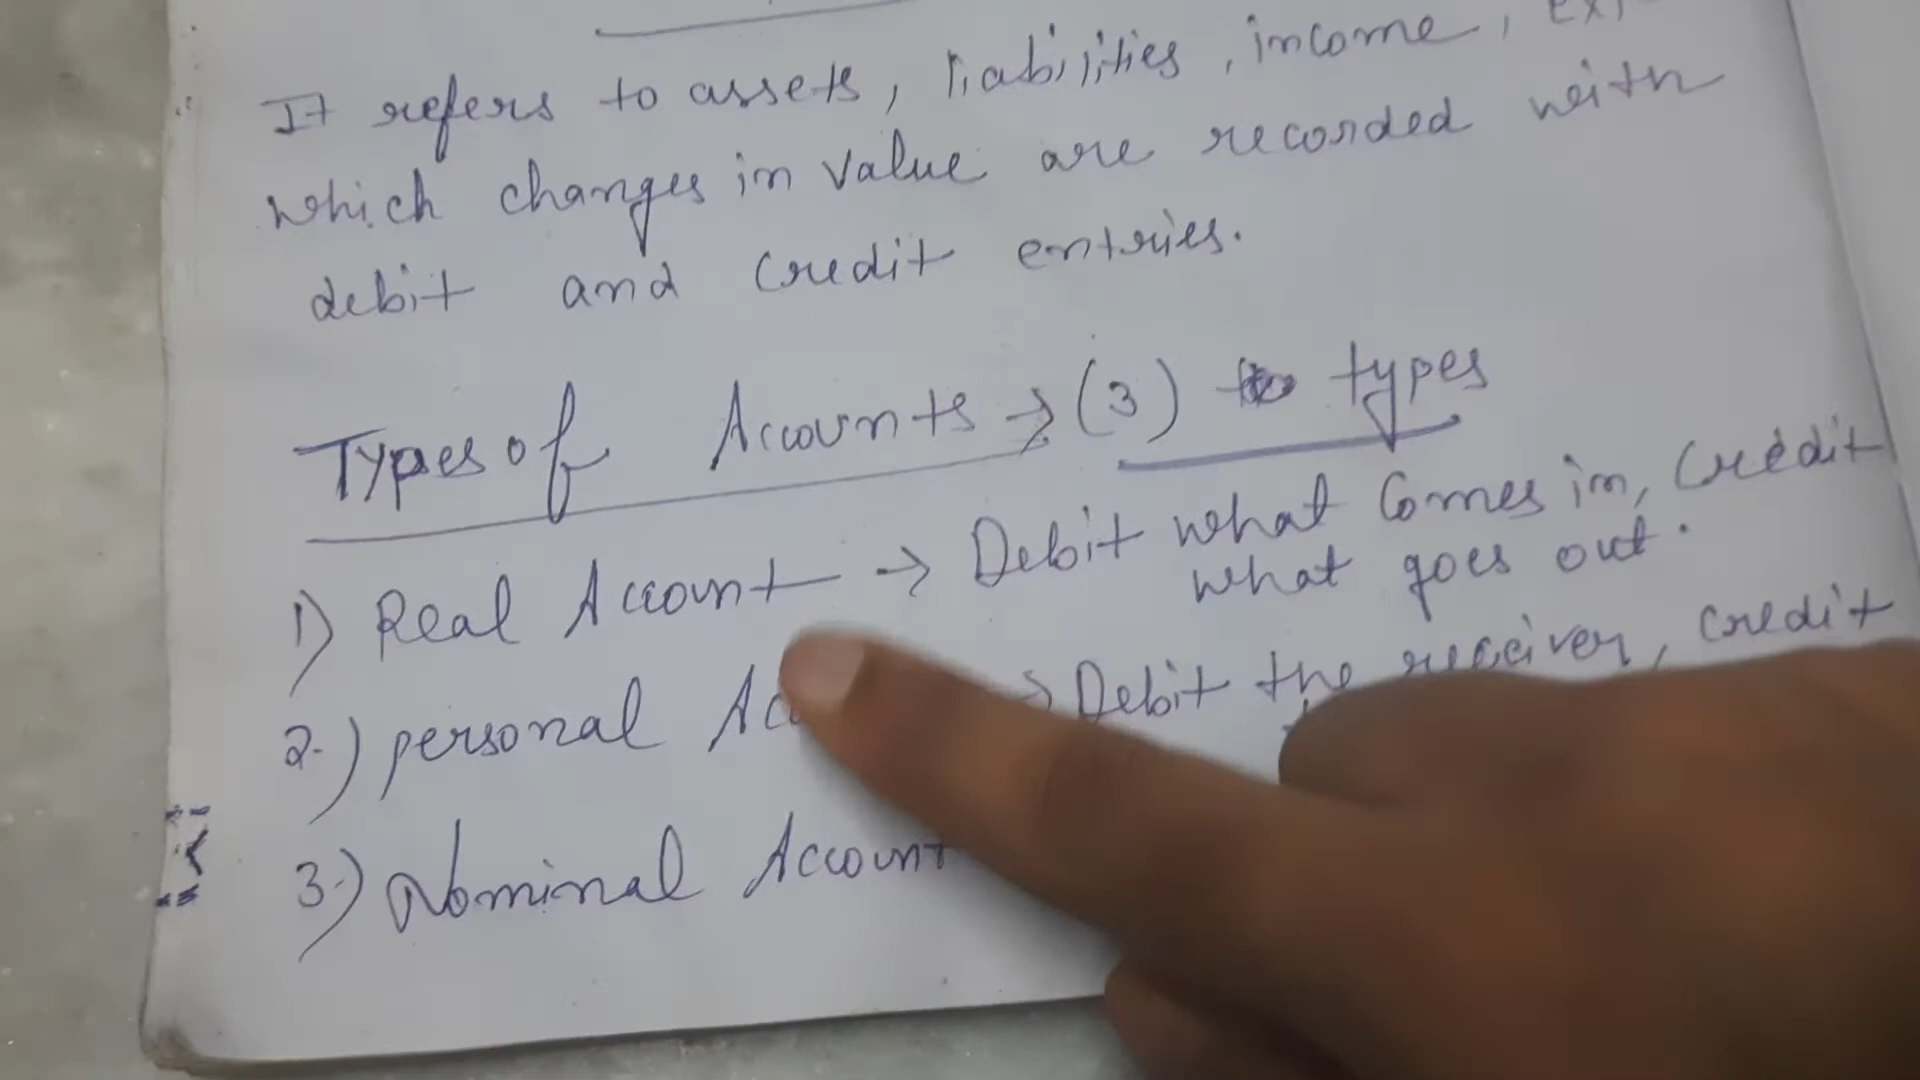 It refers to assets, liabilities, income,
which changes in value are recorded with
debit and credit entries.
Types of Accounts → (3) types
1) Real Account → Debit what comes in, credit
what goes out.
2.) personal → Debit the receiver, credit
3.) Nominal Account